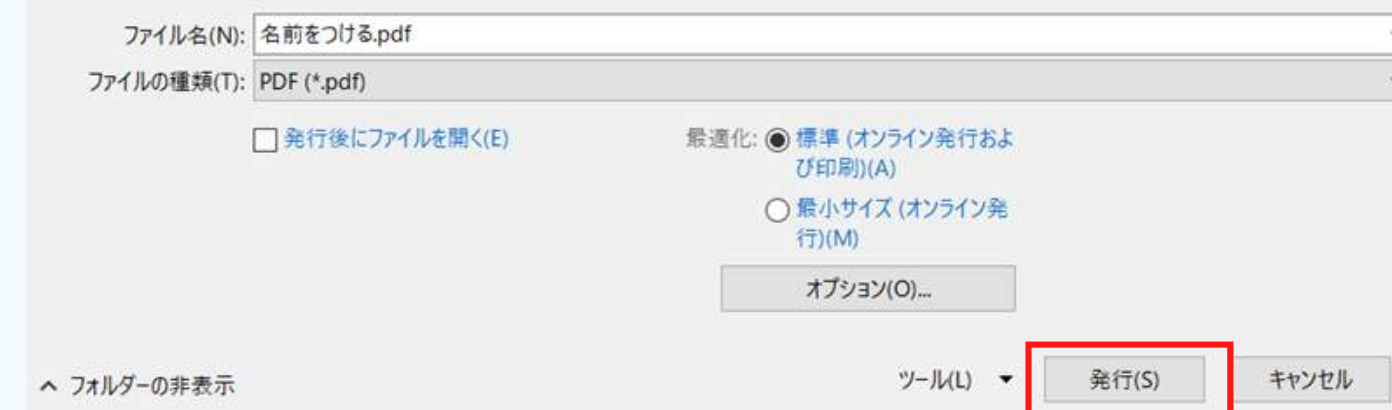 ファイル名(N): 名前をつける.pdf
ファイルの種類(T): PDF (*.pdf)
発行後にファイルを開く(E)
最適化: 標準 (オンライン発行およ
び印刷)(A)
最小サイズ (オンライン発
行)(M)
オプション(O)...
フォルダーの非表示
ツール(L)
発行(S)
キャンセル